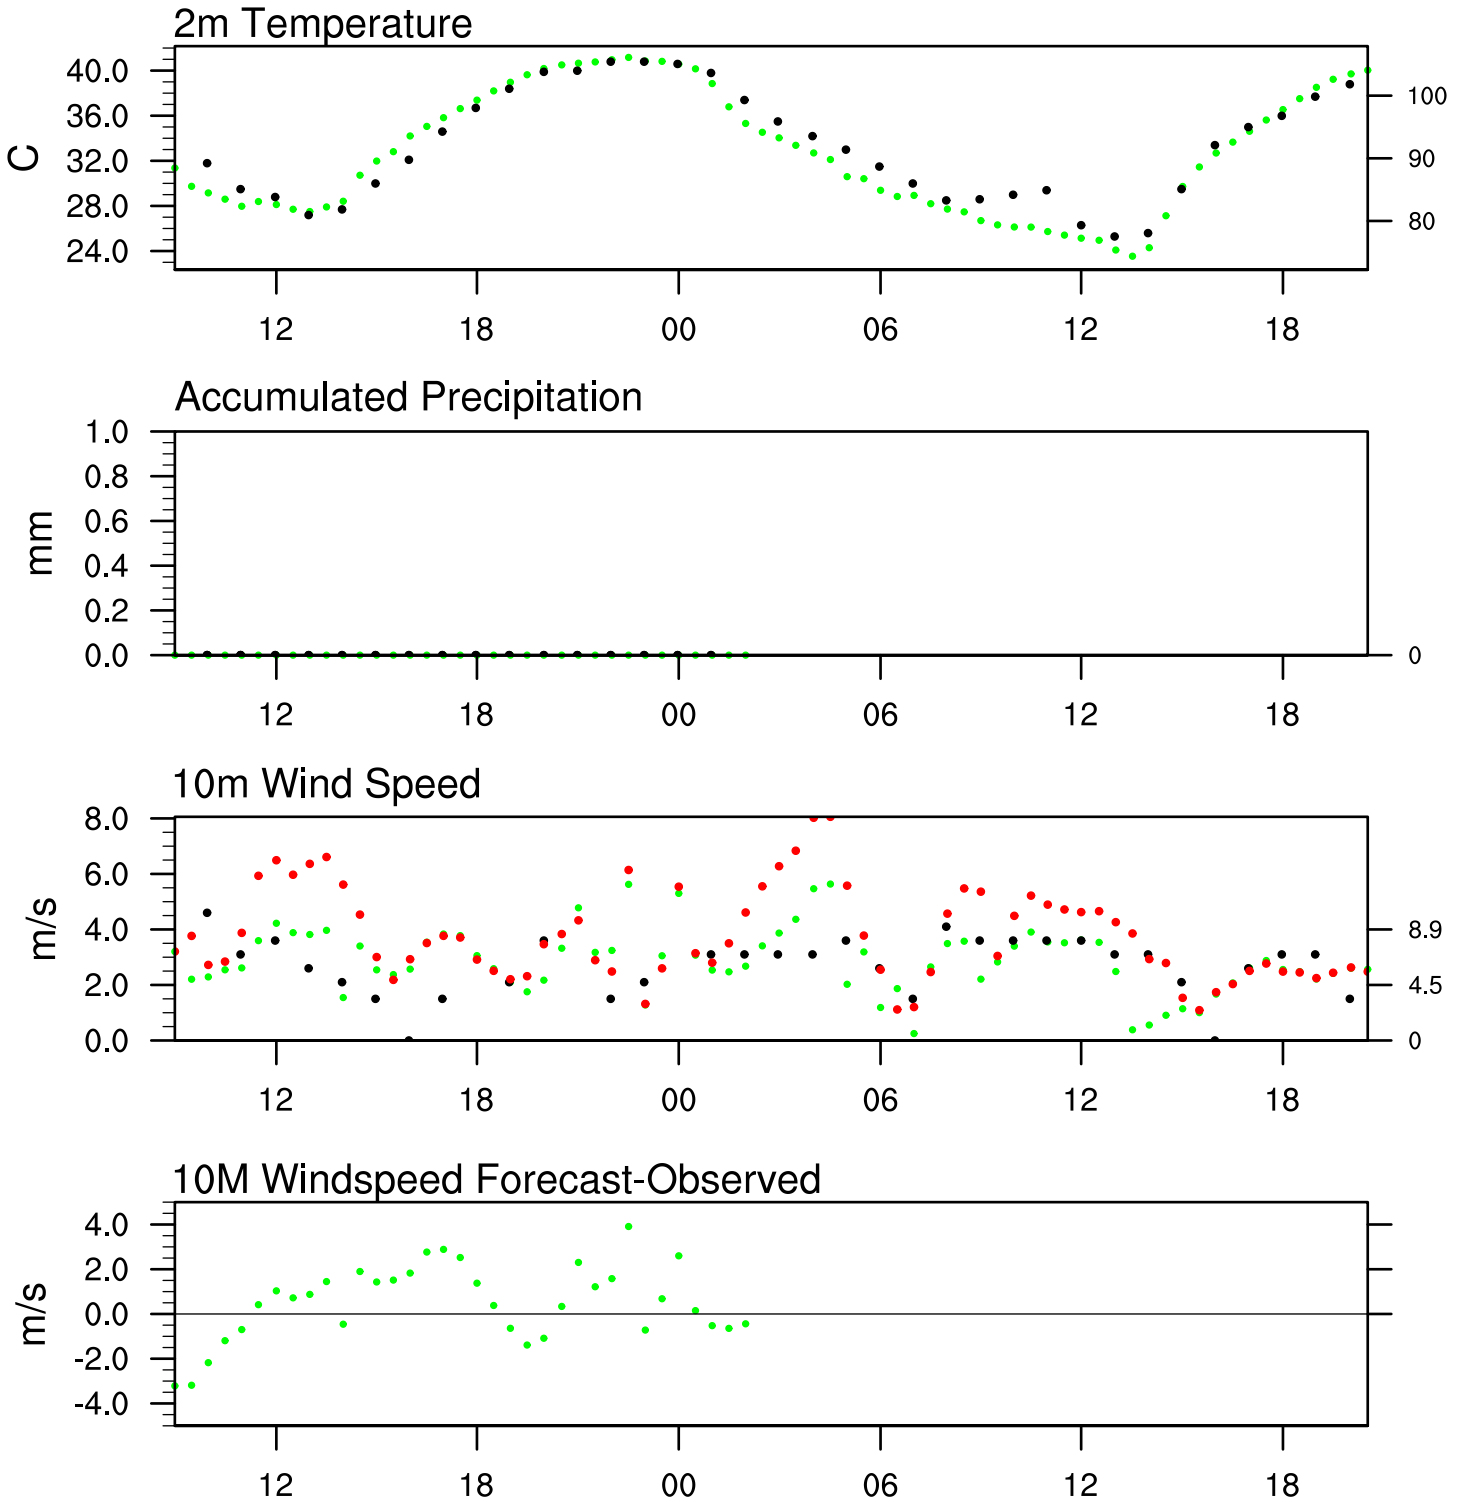 2m Temperature
40.0
36.0
32.0
28.0
24.0
C
100
90
80
12 18 00 06 12 18
Accumulated Precipitation
1.0
0.8
0.6
0.4
0.2
0.0
mm
0
12 18 00 06 12 18
10m Wind Speed
8.0
6.0
4.0
2.0
0.0
m/s
8.9
4.5
0
12 18 00 06 12 18
10M Windspeed Forecast-Observed
4.0
2.0
0.0
-2.0
-4.0
m/s
12 18 00 06 12 18